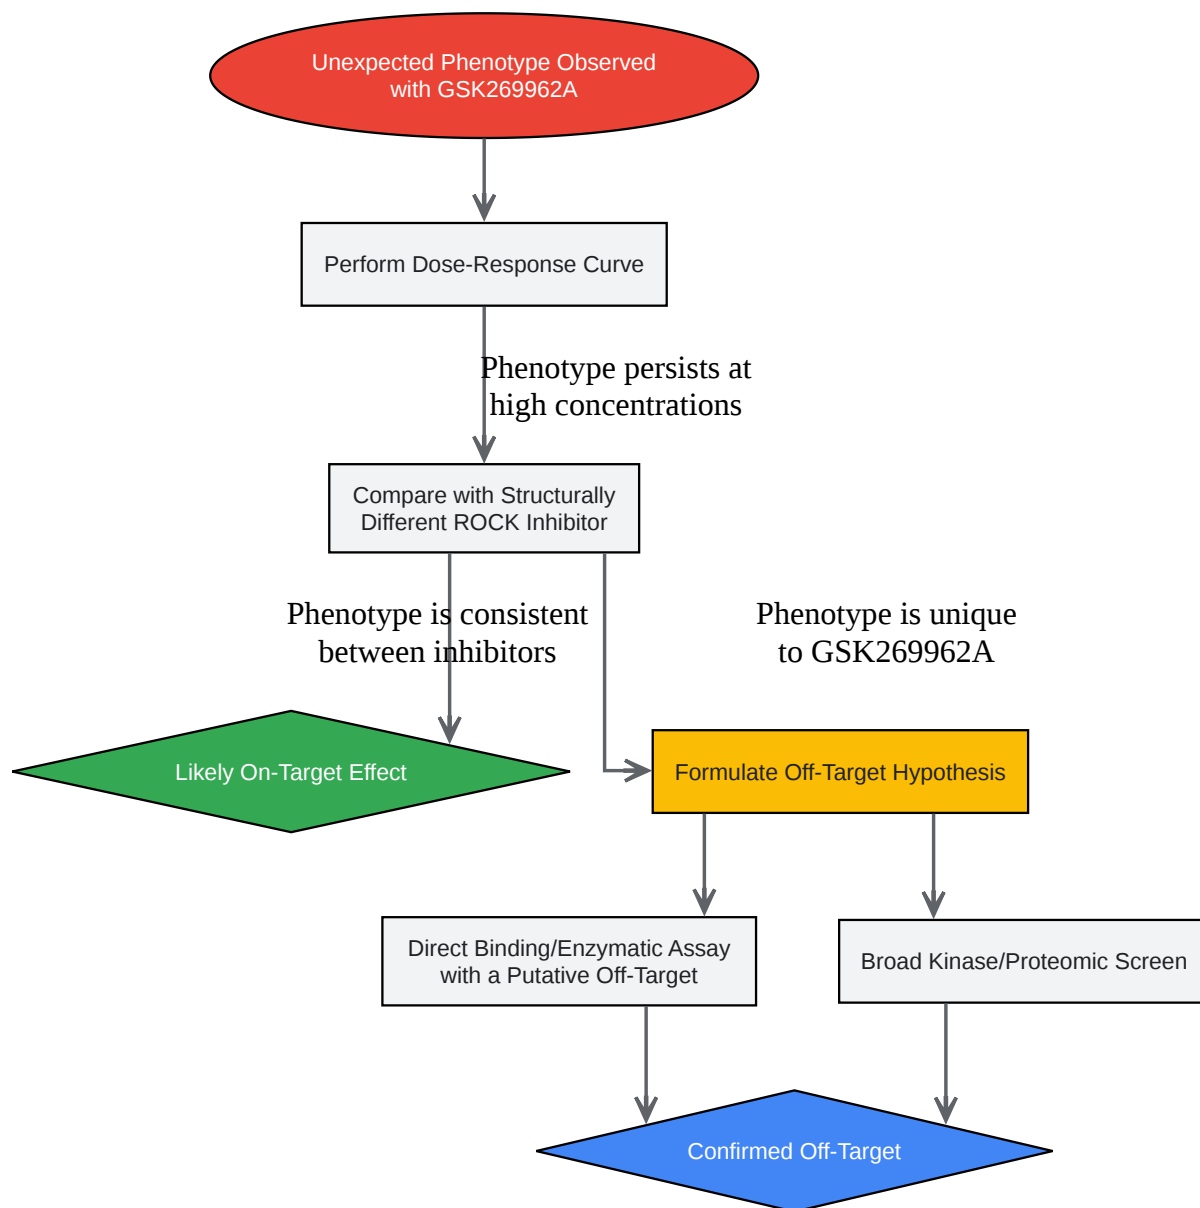 Unexpected Phenotype Observed
with GSK269962A
Perform Dose-Response Curve
Phenotype persists at
high concentrations
Compare with Structurally
Different ROCK Inhibitor
Phenotype is consistent
between inhibitors
Phenotype is unique
to GSK269962A
Likely On-Target Effect
Formulate Off-Target Hypothesis
Direct Binding/Enzymatic Assay
with a Putative Off-Target
Broad Kinase/Proteomic Screen
Confirmed Off-Target